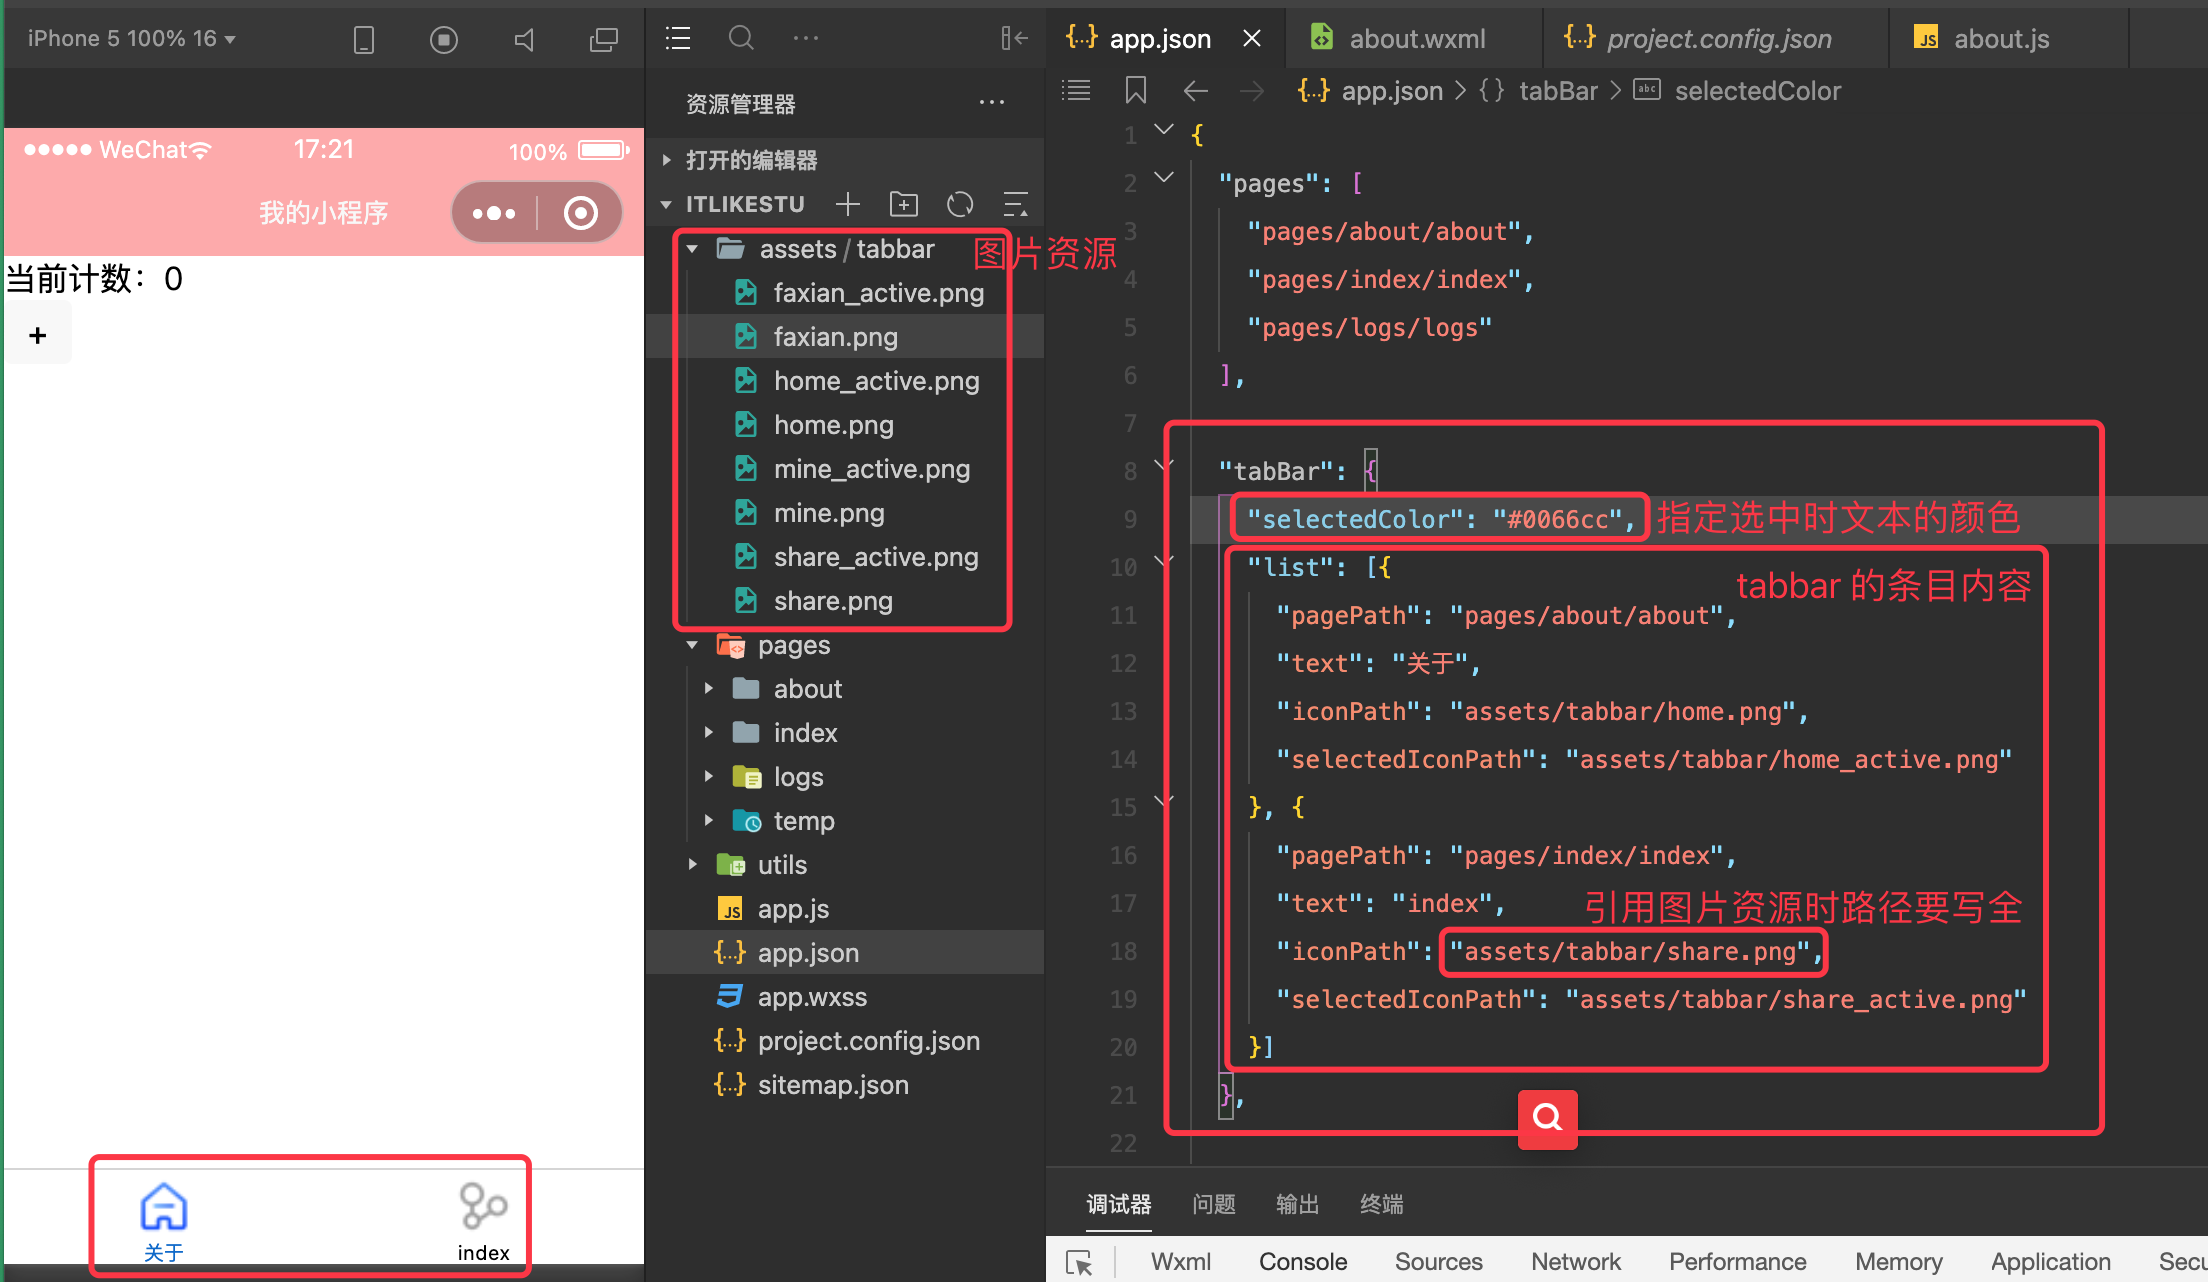 iPhone 5 100% 16
WeChat
17:21
100%
我的小程序
当前计数：0
+
关于
index
资源管理器
打开的编辑器
ITLIKESTU
assets / tabbar
图片资源
faxian_active.png
faxian.png
home_active.png
home.png
mine_active.png
mine.png
share_active.png
share.png
pages
about
index
logs
temp
utils
JS app.js
{..} app.json
app.wxss
{..} project.config.json
{..} sitemap.json
{..} app.json
about.wxml
{..} project.config.json
JS about.js
{..} app.json > {} tabBar > abc selectedColor
1 {
2 "pages": [
3 "pages/about/about",
4 "pages/index/index",
5 "pages/logs/logs"
6 ],
7
8 "tabBar": {
9 "selectedColor": "#0066cc", 指定选中时文本的颜色
10 "list": [{
tabbar 的条目内容
11 "pagePath": "pages/about/about",
12 "text": "关于",
13 "iconPath": "assets/tabbar/home.png",
14 "selectedIconPath": "assets/tabbar/home_active.png"
15 }, {
16 "pagePath": "pages/index/index",
17 "text": "index", 引用图片资源时路径要写全
18 "iconPath": "assets/tabbar/share.png",
19 "selectedIconPath": "assets/tabbar/share_active.png"
20 }]
21 },
22
调试器 问题 输出 终端
Wxml Console Sources Network Performance Memory Application Secu